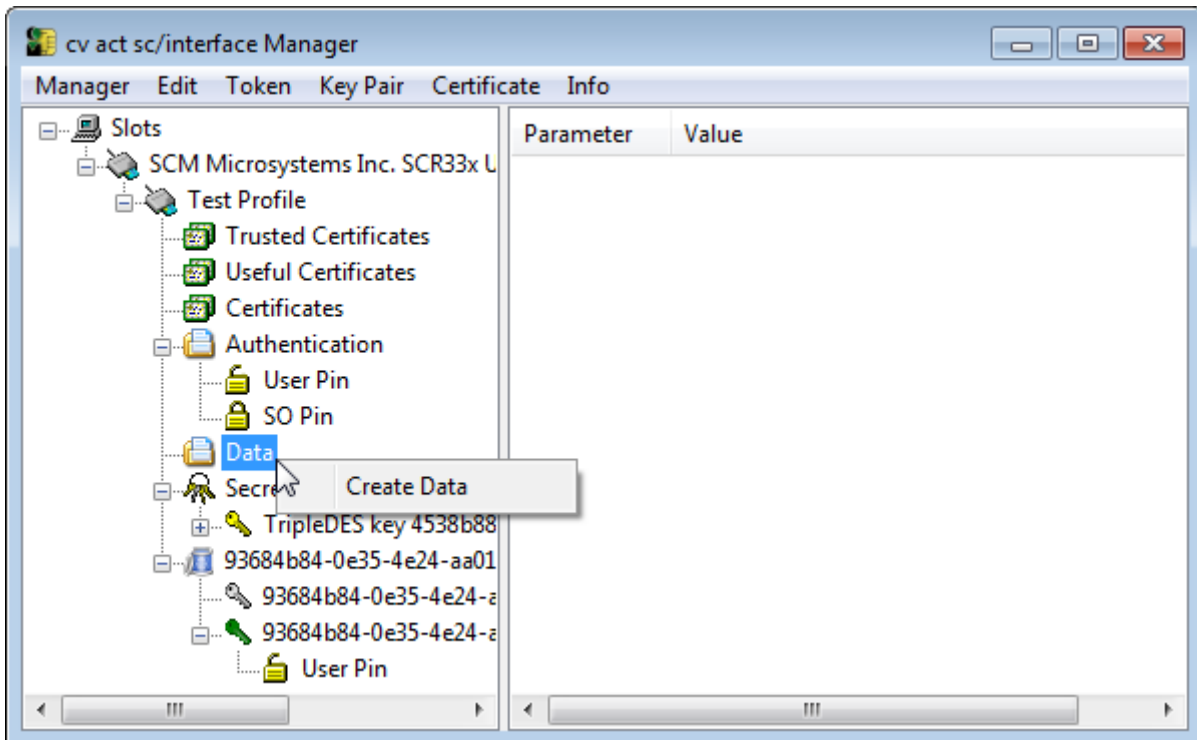 cv act sc/interface Manager
Manager Edit Token Key Pair Certificate Info
Slots
Parameter Value
SCM Microsystems Inc. SCR33x U
Test Profile
Trusted Certificates
Useful Certificates
Certificates
Authentication
User Pin
SO Pin
Data
Create Data
TripleDES key 4538b88
93684b84-0e35-4e24-aa01
93684b84-0e35-4e24-a
93684b84-0e35-4e24-a
User Pin